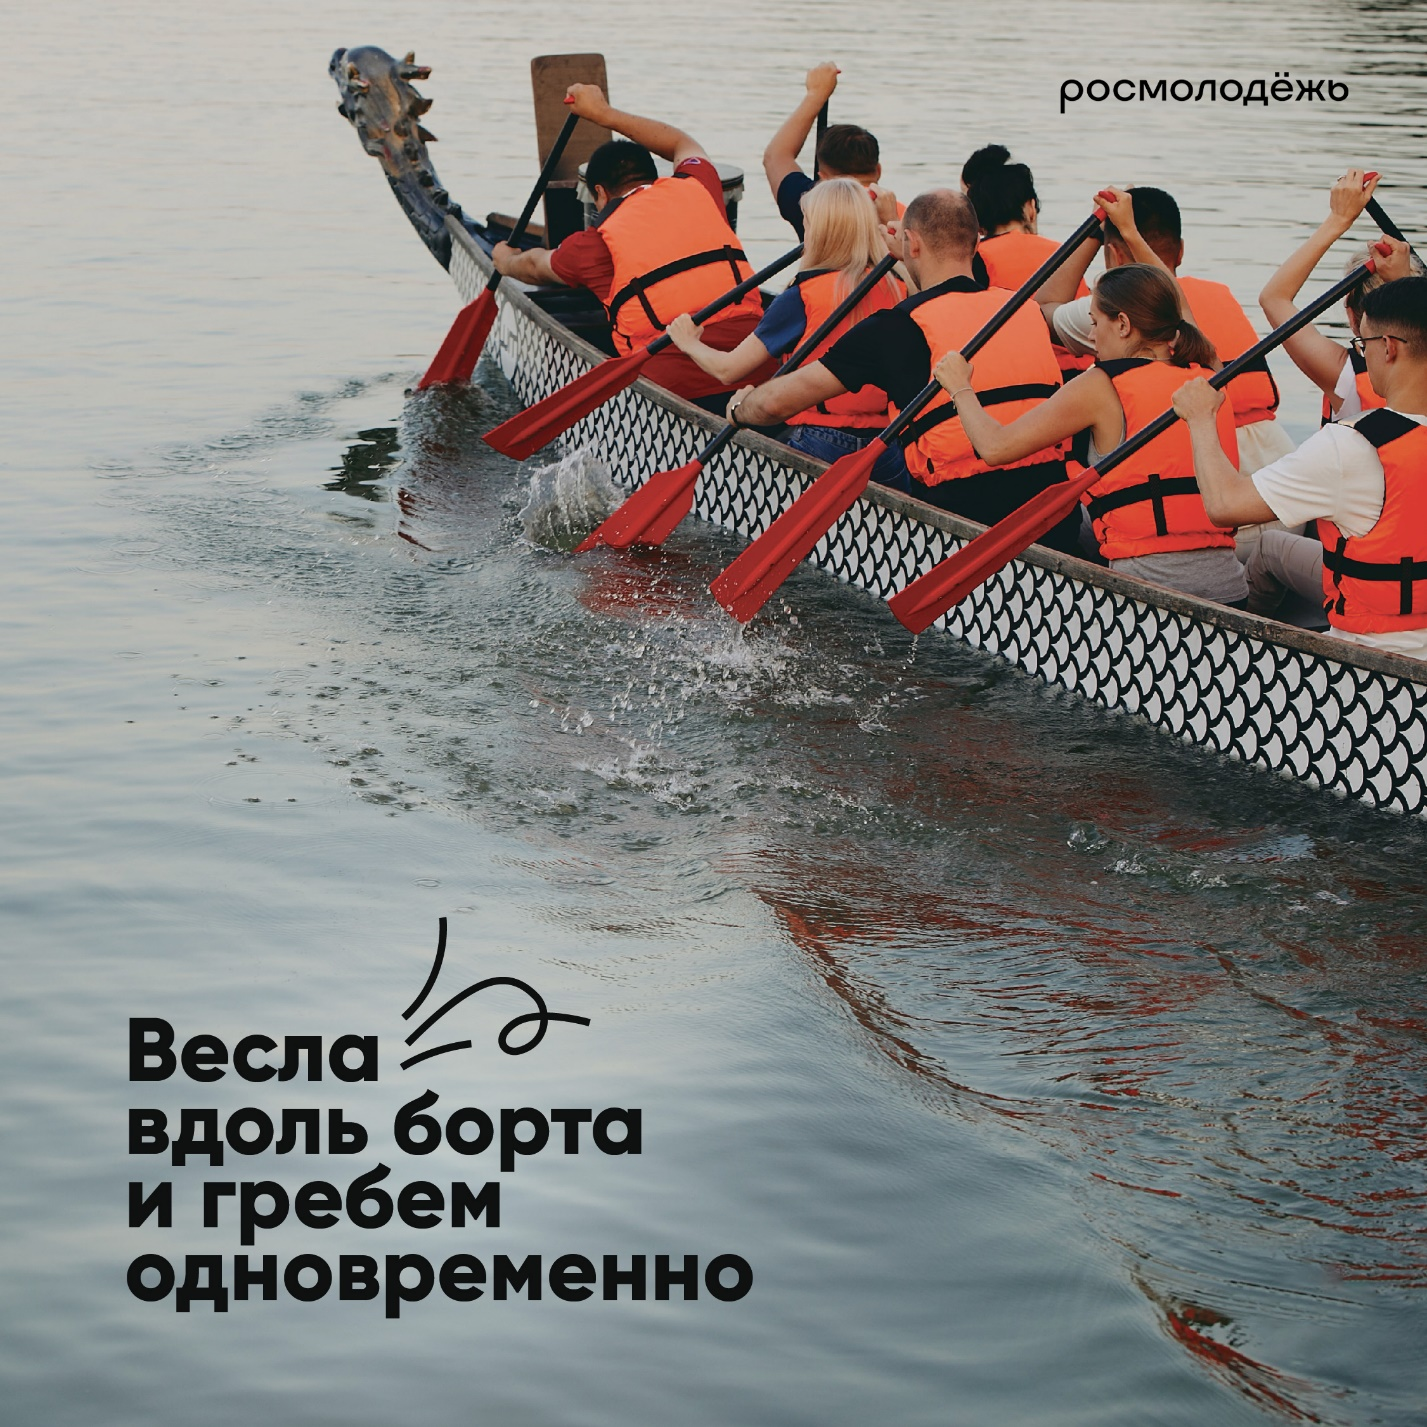 росмолодёжь
Весла
вдоль борта
и гребем
одновременно